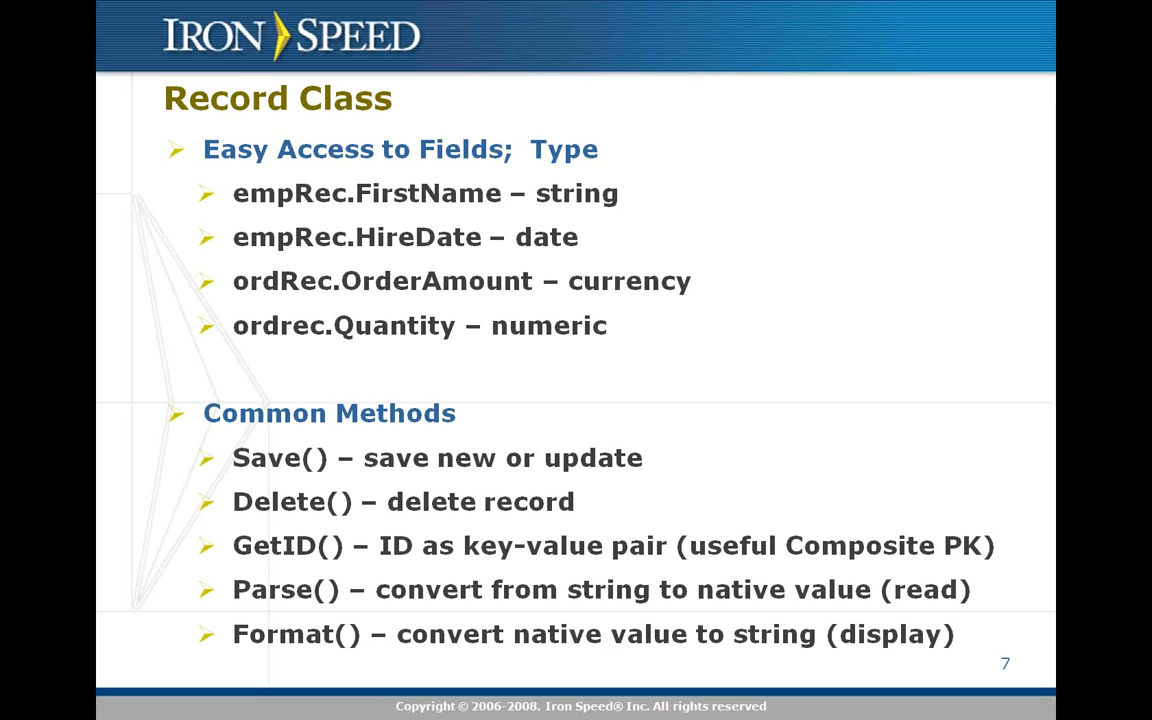 IRON SPEED
Record Class
Easy Access to Fields;  Type
empRec.FirstName – string
empRec.HireDate – date
ordRec.OrderAmount – currency
ordrec.Quantity – numeric
Common Methods
Save() – save new or update
Delete() – delete record
GetID() – ID as key-value pair (useful Composite PK)
Parse() – convert from string to native value (read)
Format() – convert native value to string (display)
7
Copyright © 2006-2008. Iron Speed® Inc. All rights reserved